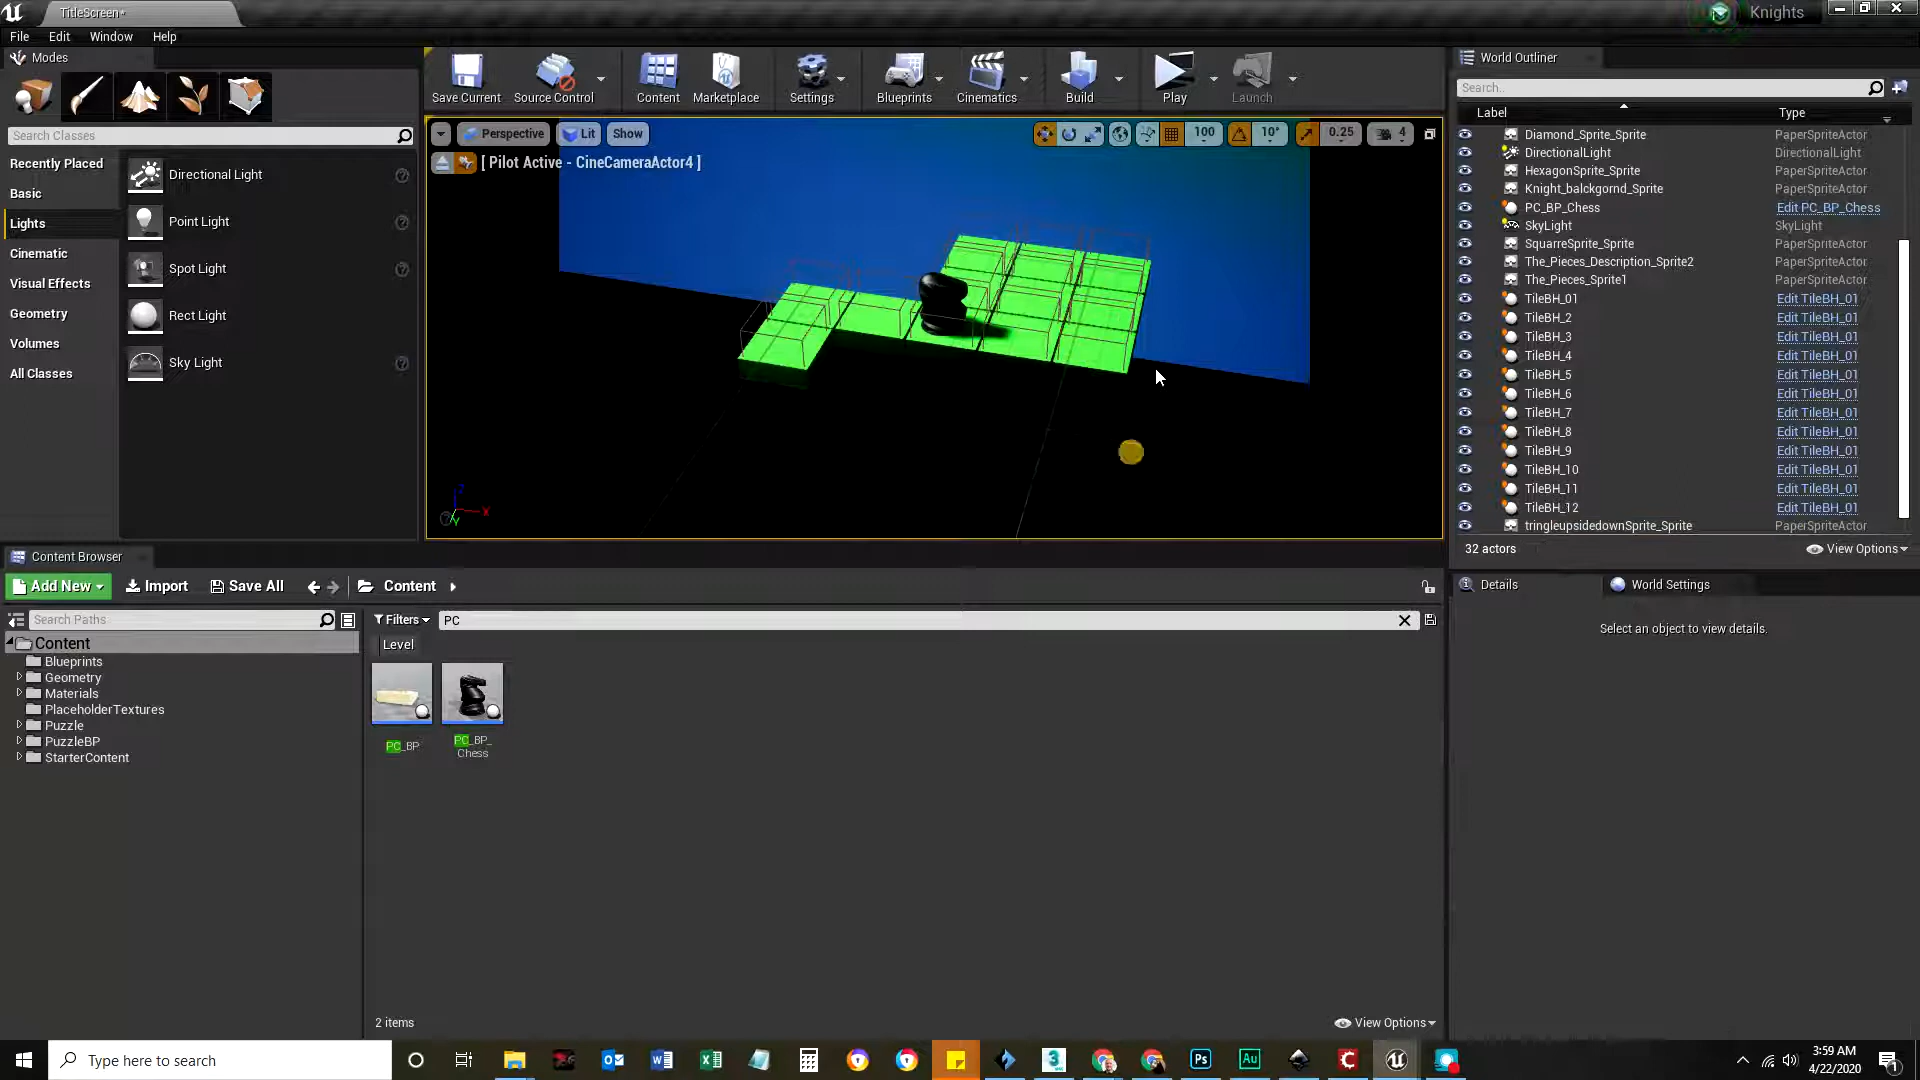 TitleScreen*
Knights
File Edit Window Help
Modes
Search Classes
Recently Placed
Basic
Lights
Cinematic
Visual Effects
Geometry
Volumes
All Classes
Directional Light
Point Light
Spot Light
Rect Light
Sky Light
Save Current
Source Control
Content
Marketplace
Settings
Blueprints
Cinematics
Build
Play
Launch
Perspective Lit Show
100 10° 0.25 4
[ Pilot Active - CineCameraActor4 ]
World Outliner
Search..
Label Type
Diamond_Sprite_Sprite PaperSpriteActor
DirectionalLight DirectionalLight
HexagonSprite_Sprite PaperSpriteActor
Knight_balckgornd_Sprite PaperSpriteActor
PC_BP_Chess Edit PC_BP_Chess
SkyLight SkyLight
SquarreSprite_Sprite PaperSpriteActor
The_Pieces_Description_Sprite2 PaperSpriteActor
The_Pieces_Sprite1 PaperSpriteActor
TileBH_01 Edit TileBH_01
TileBH_2 Edit TileBH_01
TileBH_3 Edit TileBH_01
TileBH_4 Edit TileBH_01
TileBH_5 Edit TileBH_01
TileBH_6 Edit TileBH_01
TileBH_7 Edit TileBH_01
TileBH_8 Edit TileBH_01
TileBH_9 Edit TileBH_01
TileBH_10 Edit TileBH_01
TileBH_11 Edit TileBH_01
TileBH_12 Edit TileBH_01
tringleupsidedownSprite_Sprite PaperSpriteActor
32 actors View Options
Details World Settings
Select an object to view details.
Content Browser
Add New Import Save All Content
Search Paths
Content
Blueprints
Geometry
Materials
PlaceholderTextures
Puzzle
PuzzleBP
StarterContent
Filters PC
Level
PC_BP
PC_BP_
Chess
2 items View Options
Type here to search
3:59 AM
4/22/2020